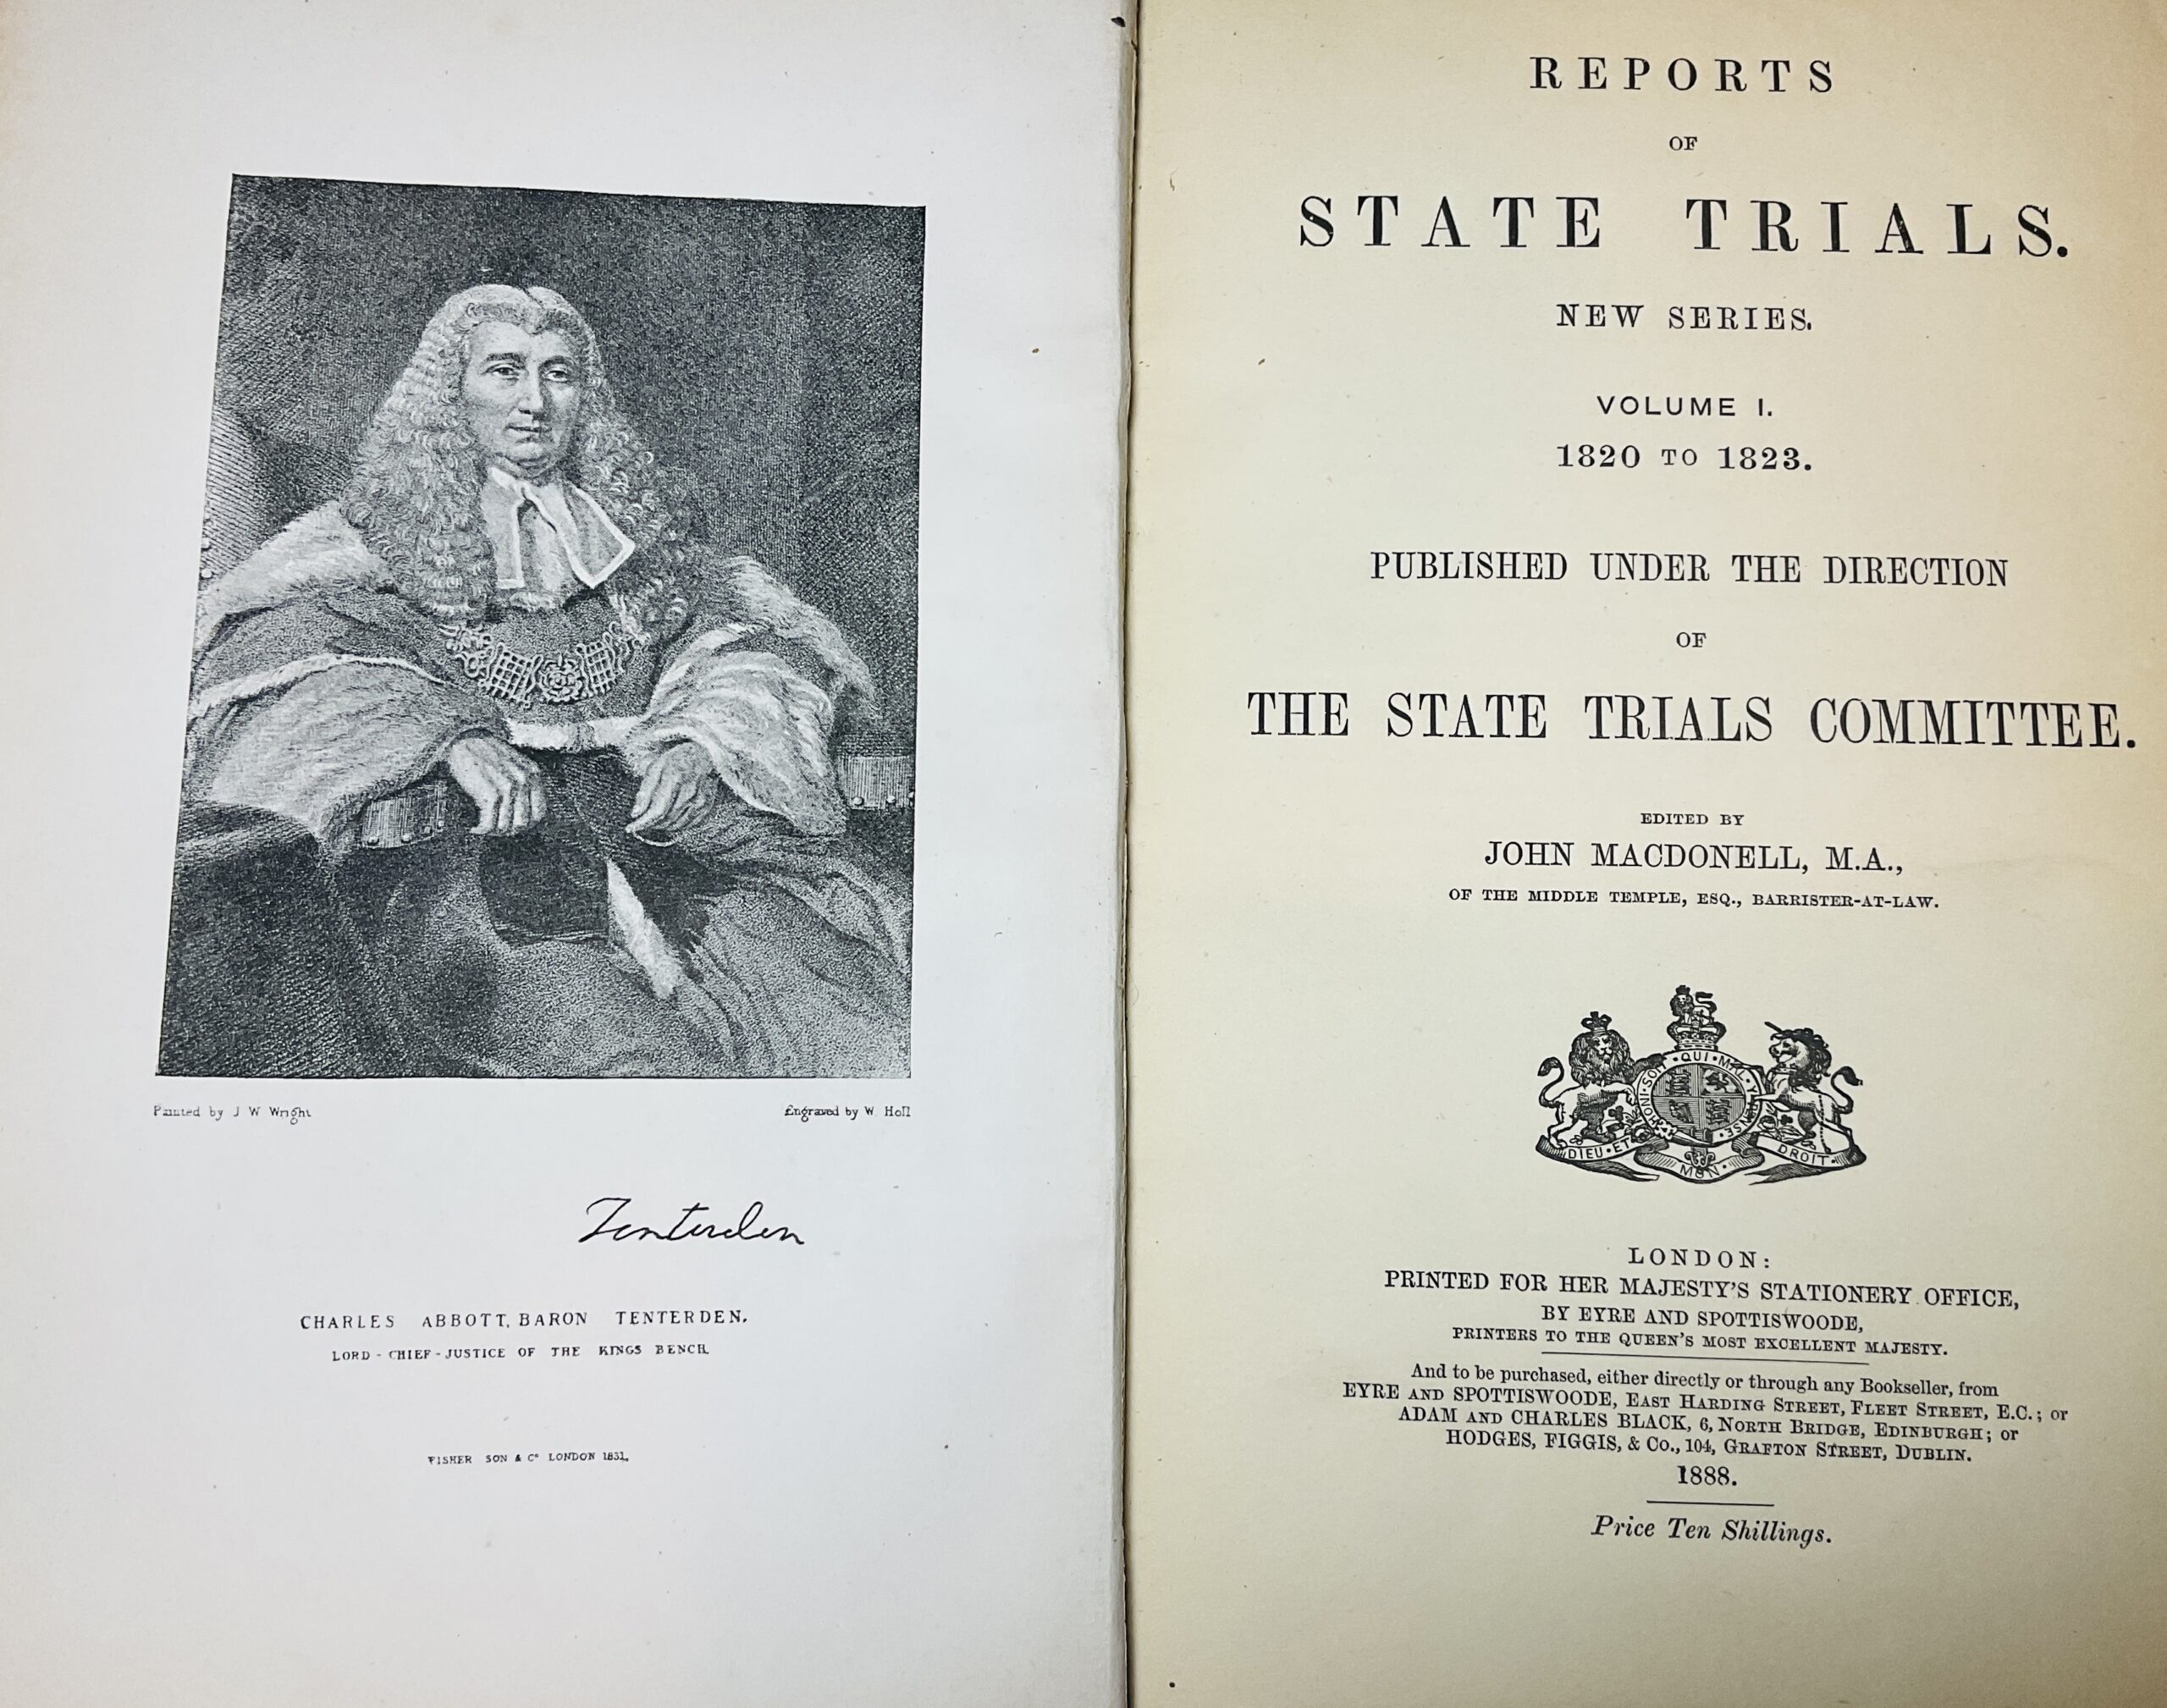 Painted by J W Wright
Engraved by W Holl
Tenterden
CHARLES ABBOTT, BARON TENTERDEN.
LORD-CHIEF-JUSTICE OF THE KINGS BENCH.
FISHER SON & Co LONDON 1831.
REPORTS
OF
STATE TRIALS.
NEW SERIES.
VOLUME I.
1820 TO 1823.
PUBLISHED UNDER THE DIRECTION
OF
THE STATE TRIALS COMMITTEE.
EDITED BY
JOHN MACDONELL, M.A.,
OF THE MIDDLE TEMPLE, ESQ., BARRISTER-AT-LAW.
HONI·SOIT·QUI·MAL·Y·PENSE·
DIEU·ET·MON·DROIT·
LONDON:
PRINTED FOR HER MAJESTY'S STATIONERY OFFICE,
BY EYRE AND SPOTTISWOODE,
PRINTERS TO THE QUEEN'S MOST EXCELLENT MAJESTY.
And to be purchased, either directly or through any Bookseller, from
EYRE AND SPOTTISWOODE, EAST HARDING STREET, FLEET STREET, E.C.; or
ADAM AND CHARLES BLACK, 6, NORTH BRIDGE, EDINBURGH; or
HODGES, FIGGIS, & Co., 104, GRAFTON STREET, DUBLIN.
1888.
Price Ten Shillings.